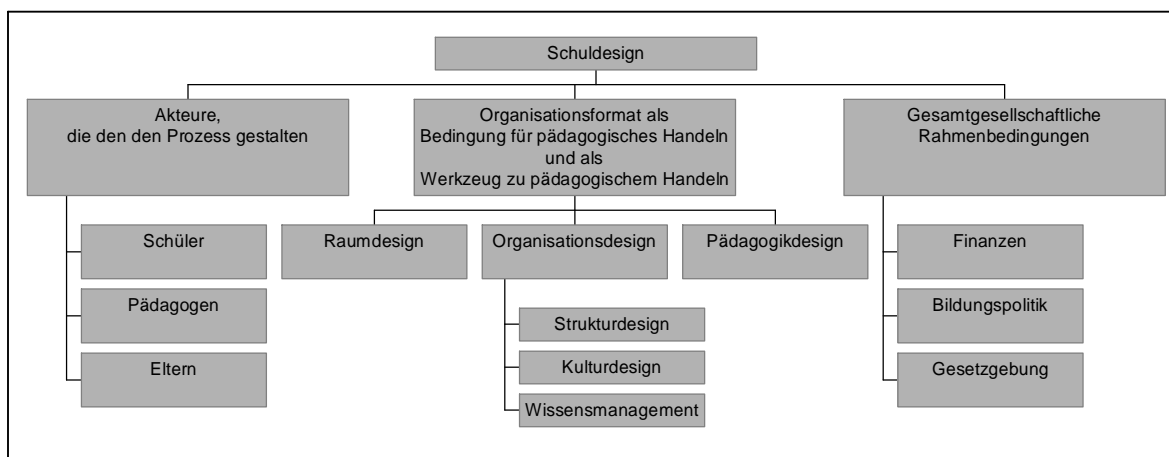 Schuldesign
Akteure,
die den den Prozess gestalten
Organisationsformat als
Bedingung für pädagogisches Handeln
und als
Werkzeug zu pädagogischem Handeln
Gesamtgesellschaftliche
Rahmenbedingungen
Schüler
Pädagogen
Eltern
Raumdesign
Organisationsdesign
Pädagogikdesign
Strukturdesign
Kulturdesign
Wissensmanagement
Finanzen
Bildungspolitik
Gesetzgebung